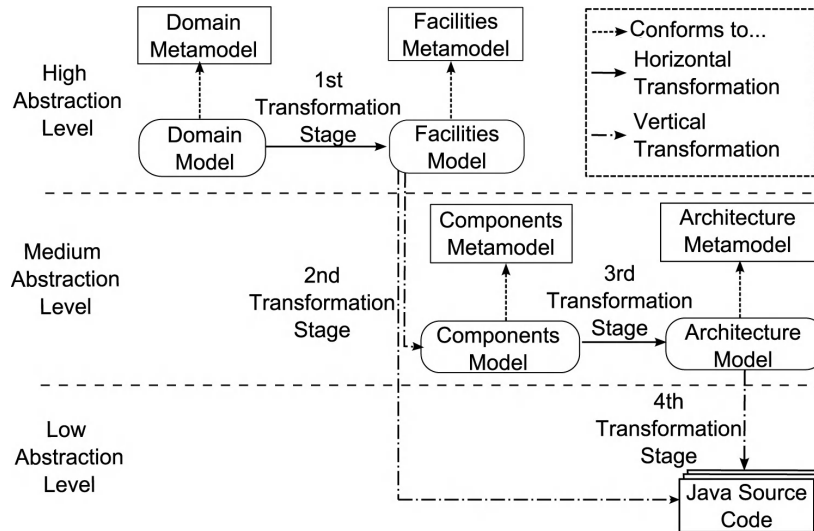 Domain
Metamodel
Facilities
Metamodel
Conforms to...
Horizontal
Transformation
Vertical
Transformation
High
Abstraction
Level
1st
Transformation
Stage
Domain
Model
Facilities
Model
Medium
Abstraction
Level
2nd
Transformation
Stage
Components
Metamodel
Architecture
Metamodel
3rd
Transformation
Stage
Components
Model
Architecture
Model
Low
Abstraction
Level
4th
Transformation
Stage
Java Source
Code